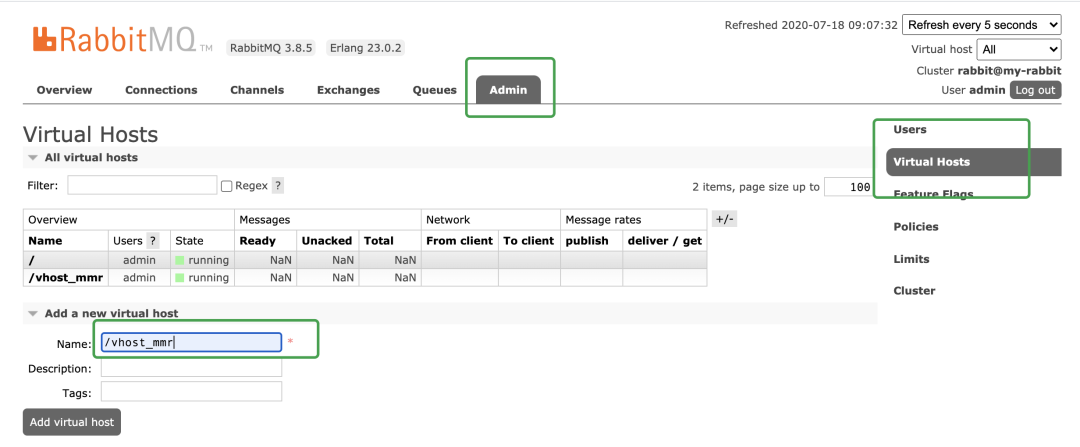 Refreshed 2020-07-18 09:07:32 Refresh every 5 seconds
RabbitMQ TM RabbitMQ 3.8.5 Erlang 23.0.2
Virtual host All
Cluster rabbit@my-rabbit
User admin Log out
Overview Connections Channels Exchanges Queues Admin
Virtual Hosts
All virtual hosts
Filter: Regex ? 2 items, page size up to 100
Overview Messages Network Message rates +/-
Name Users ? State Ready Unacked Total From client To client publish deliver / get
/ admin running NaN NaN NaN
/vhost_mmr admin running NaN NaN NaN
Add a new virtual host
Name: /vhost_mmr *
Description:
Tags:
Add virtual host
Users
Virtual Hosts
Feature Flags
Policies
Limits
Cluster